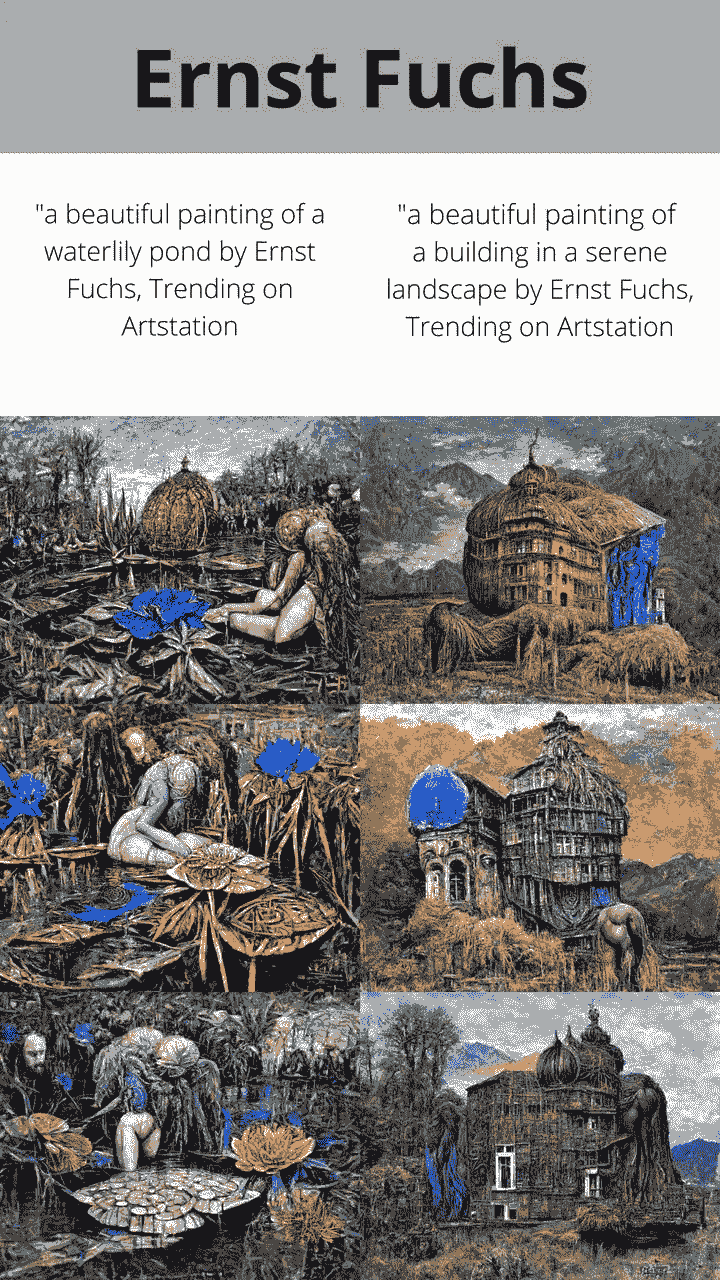 Ernst Fuchs
"a beautiful painting of a
waterlily pond by Ernst
Fuchs, Trending on
Artstation
"a beautiful painting of
a building in a serene
landscape by Ernst Fuchs,
Trending on Artstation